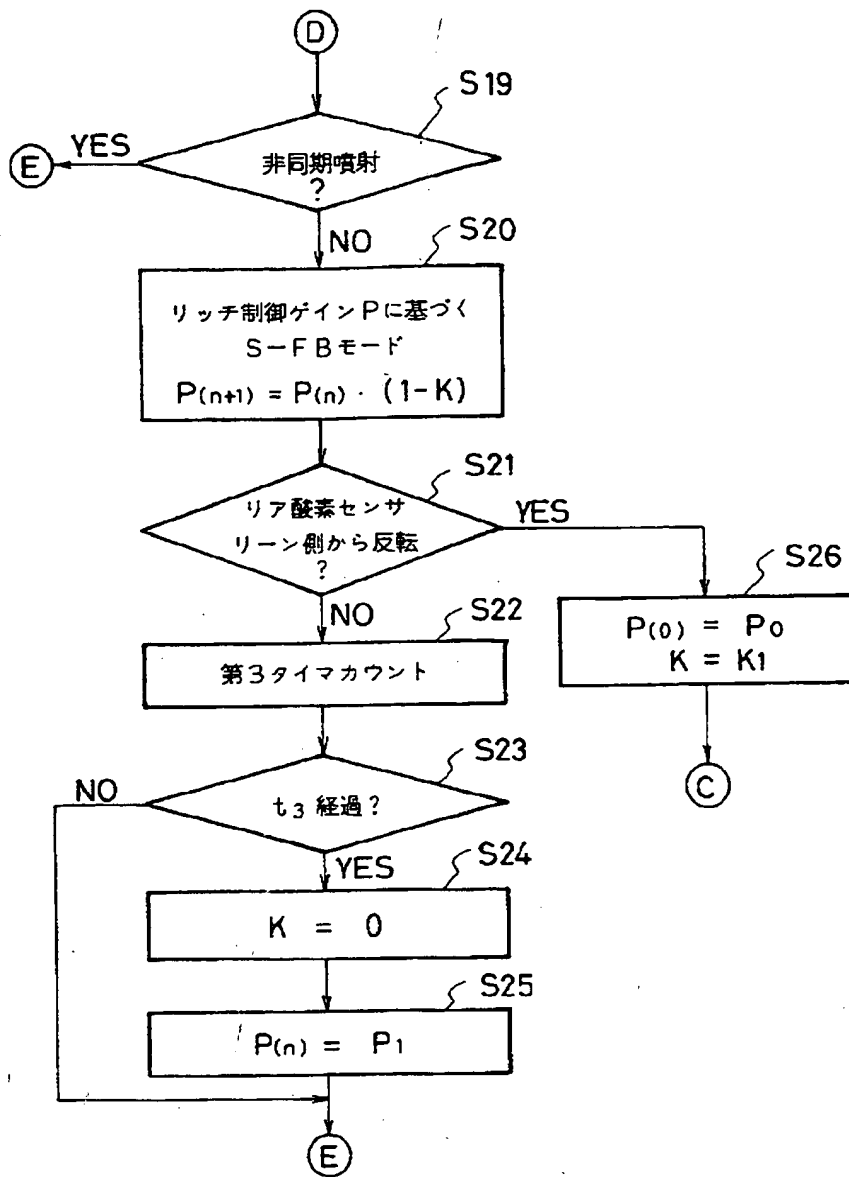 D
S19
YES
E
非同期噴射
?
NO
S20
リッチ制御ゲインPに基づく
S-FBモード
P(n+1) = P(n)・(1-K)
S21
リア酸素センサ
リーン側から反転
?
YES
NO
S22
S26
第3タイマカウント
P(0) = P0
K = K1
S23
NO
t3 経過?
C
YES
S24
K = 0
S25
P(n) = P1
E